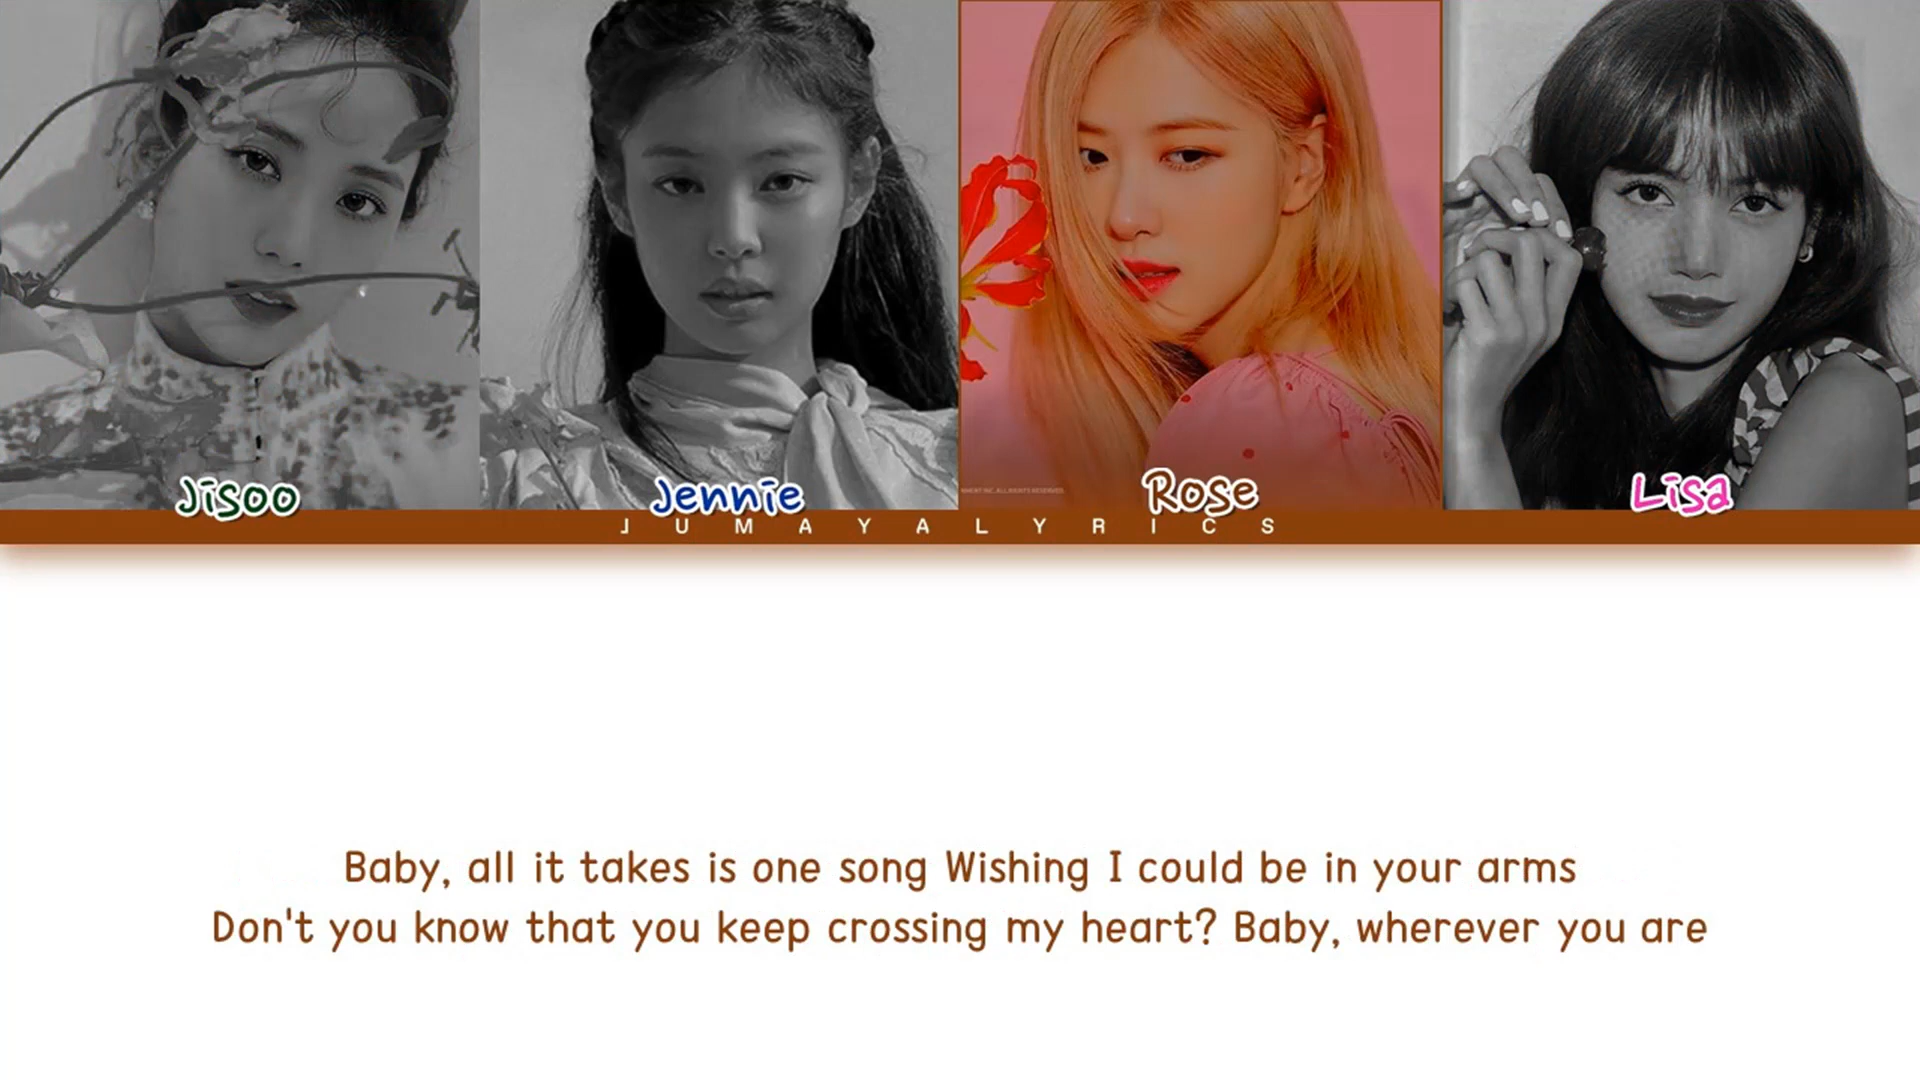 Jisoo
Jennie
Rose
Lisa
JUMAYALYRICS
Baby, all it takes is one song Wishing I could be in your arms
Don't you know that you keep crossing my heart? Baby, wherever you are